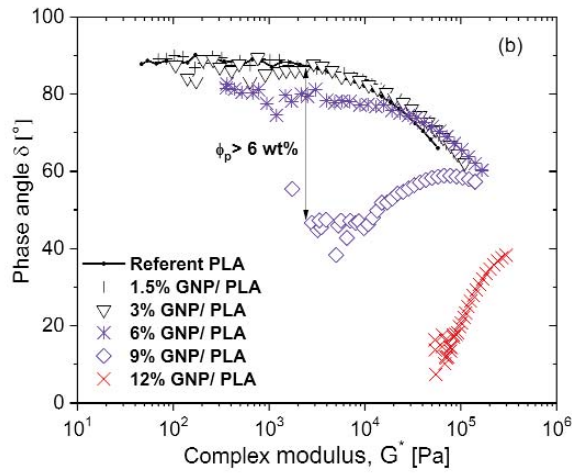 100
80
60
40
20
0
Phase angle δ [°]
(b)
ϕp> 6 wt%
Referent PLA
1.5% GNP/ PLA
3% GNP/ PLA
6% GNP/ PLA
9% GNP/ PLA
12% GNP/ PLA
10¹ 10² 10³ 10⁴ 10⁵ 10⁶
Complex modulus, G* [Pa]